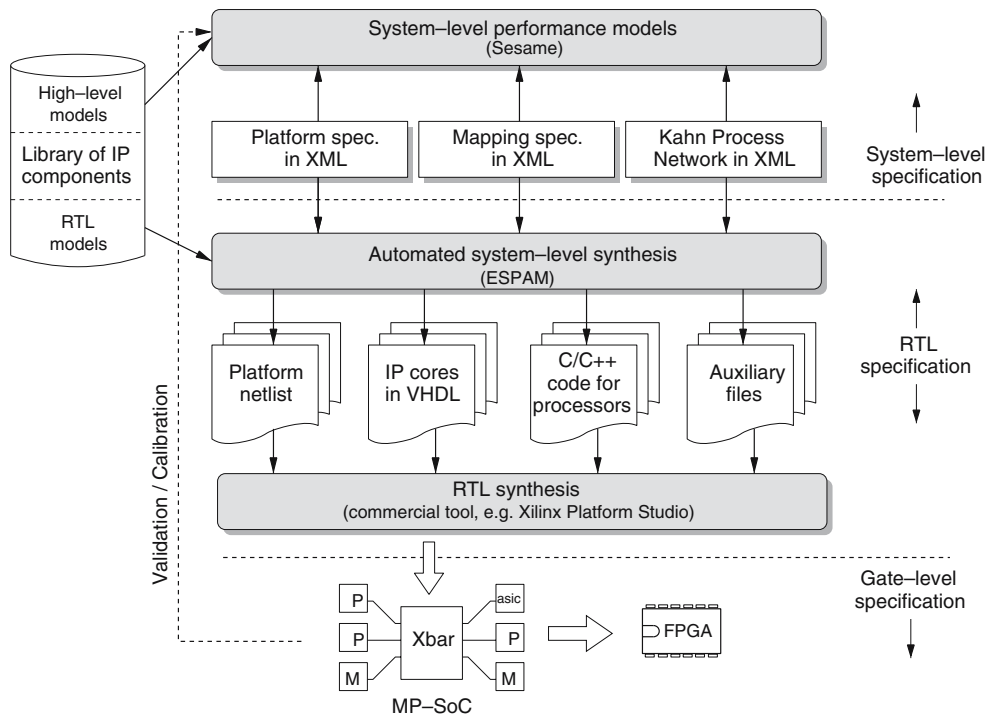 System–level performance models
(Sesame)
High–level
models
Library of IP
components
RTL
models
Platform spec.
in XML
Mapping spec.
in XML
Kahn Process
Network in XML
System–level
specification
Automated system–level synthesis
(ESPAM)
Platform
netlist
IP cores
in VHDL
C/C++
code for
processors
Auxiliary
files
RTL
specification
RTL synthesis
(commercial tool, e.g. Xilinx Platform Studio)
Validation / Calibration
Gate–level
specification
P
P
M
Xbar
asic
P
M
MP–SoC
FPGA